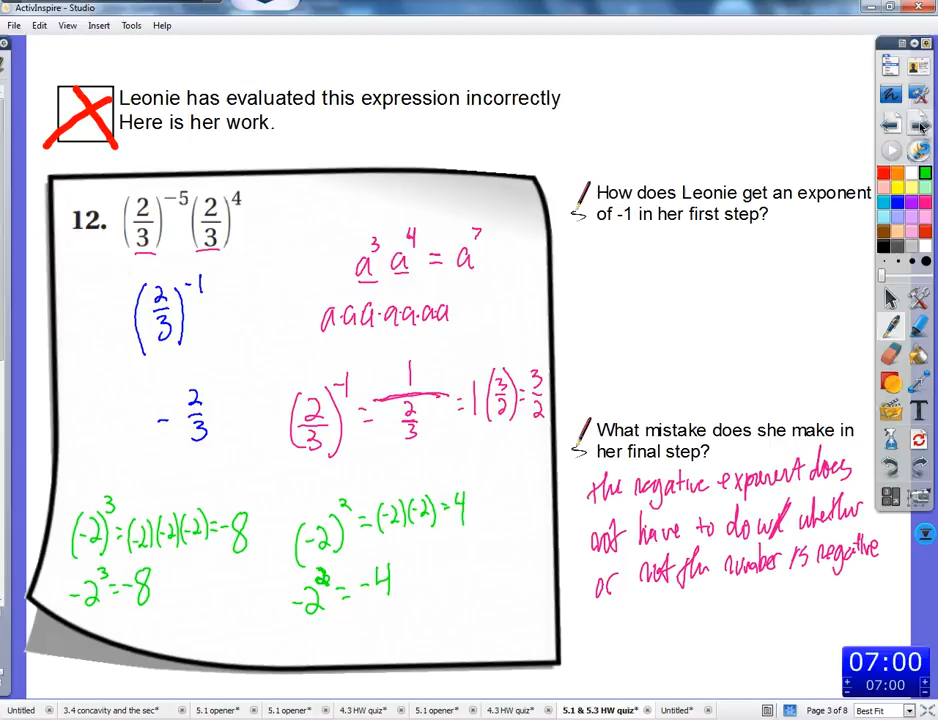 ActivInspire - Studio
File Edit View Insert Tools Help
Leonie has evaluated this expression incorrectly
Here is her work.
How does Leonie get an exponent
of -1 in her first step?
12. (2/3)^-5 (2/3)^4
a^3 a^4 = a^7
(2/3)^-1
a·a·a·a·a·a·a
(2/3)^-1 = 1/(2/3) = 1(3/2) = 3/2
- 2/3
What mistake does she make in
her final step?
the negative exponent does
not have to do w/ whether
or not the number is negative
(-2)^3 = (-2)(-2)(-2) = -8
(-2)^2 = (-2)(-2) = 4
-2^3 = -8
-2^2 = -4
07:00
07:00
Untitled 3.4 concavity and the sec* 5.1 opener* 5.1 opener* 4.3 HW quiz* 5.1 opener* 4.3 HW quiz* 5.1 & 5.3 HW quiz* Untitled* Page 3 of 8 Best Fit